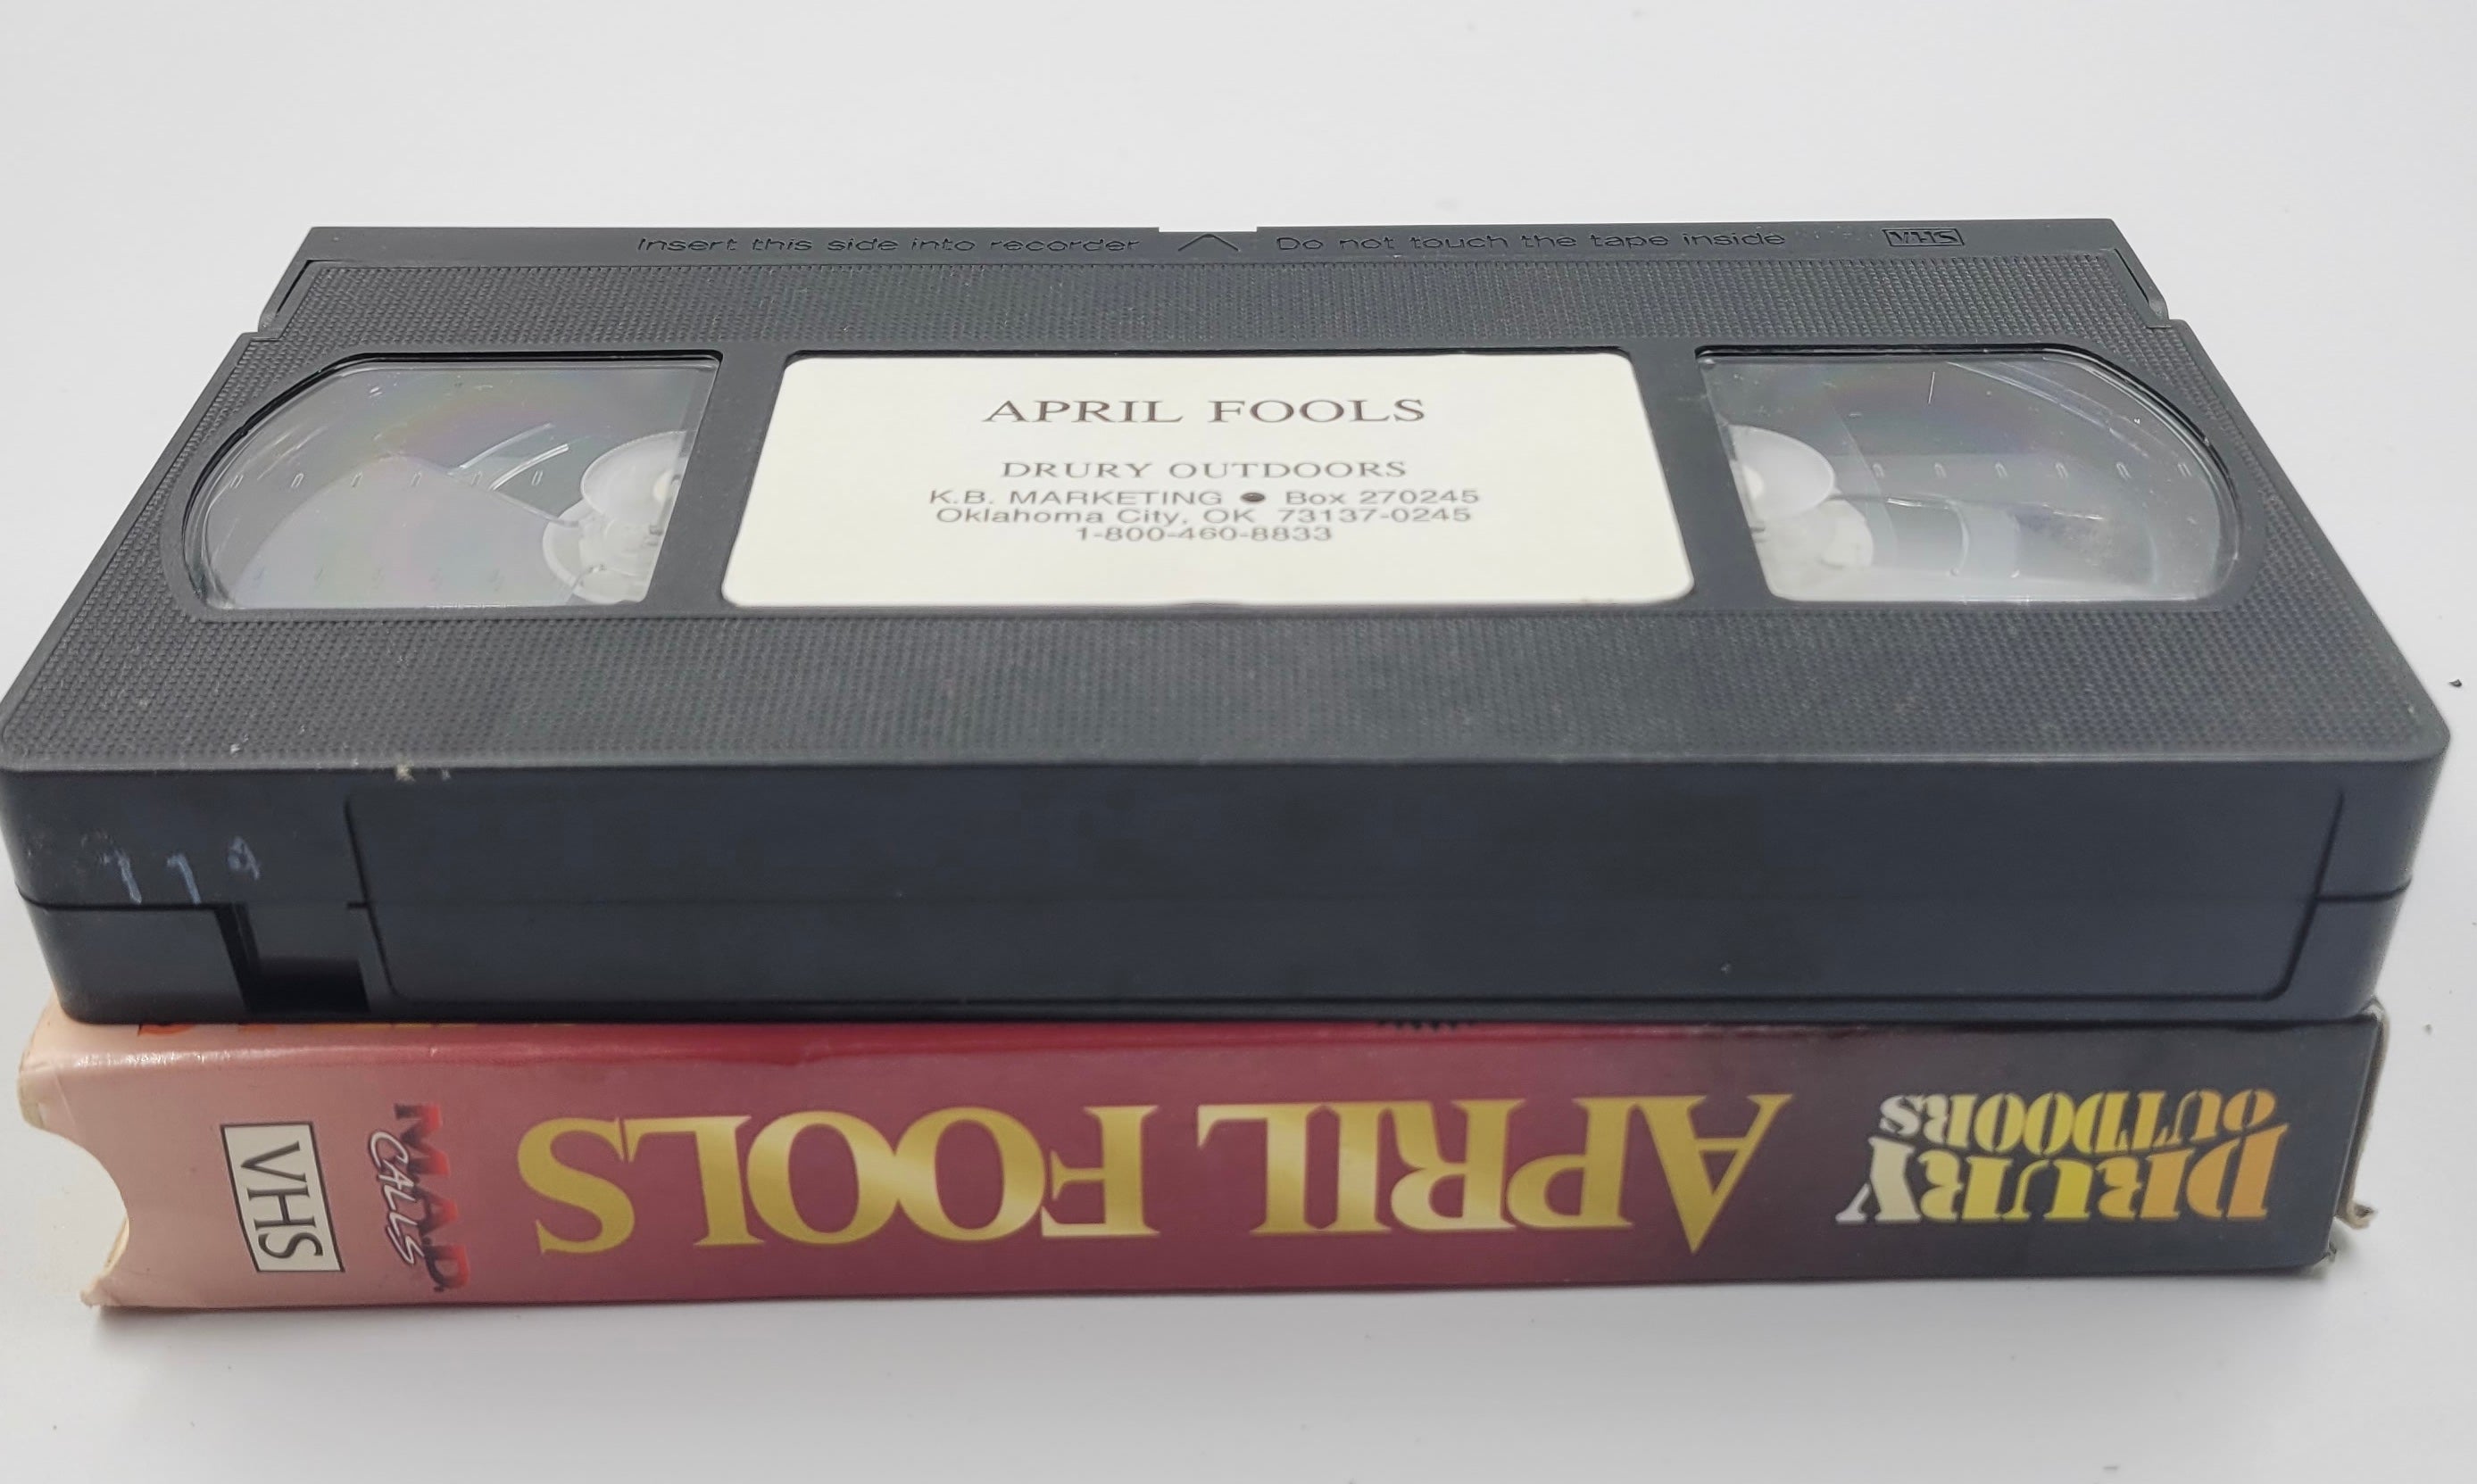 Insert this side into recorder Do not touch the tape inside VHS
APRIL FOOLS
DRURY OUTDOORS
K.B. MARKETING ● Box 270245
Oklahoma City, OK 73137-0245
1-800-460-8833
DRURY
OUTDOORS
APRIL FOOLS
MAD
CALLS
VHS